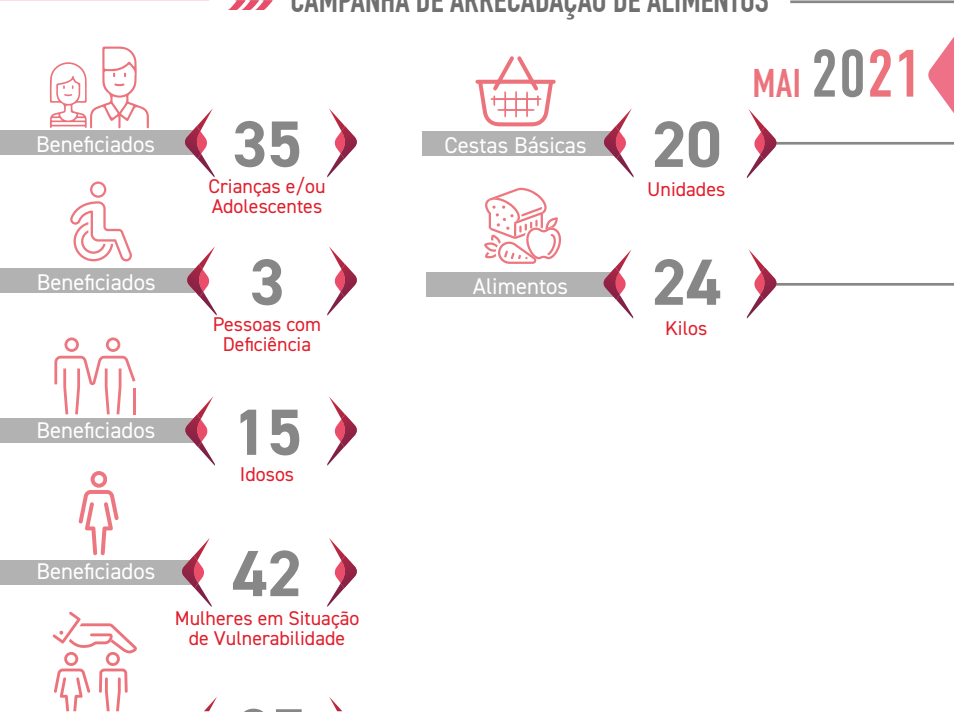 CAMPANHA DE ARRECADAÇÃO DE ALIMENTOS
MAI 2021
Beneficiados
35
Crianças e/ou
Adolescentes
Beneficiados
3
Pessoas com
Deficiência
Beneficiados
15
Idosos
Beneficiados
42
Mulheres em Situação
de Vulnerabilidade
Cestas Básicas
20
Unidades
Alimentos
24
Kilos